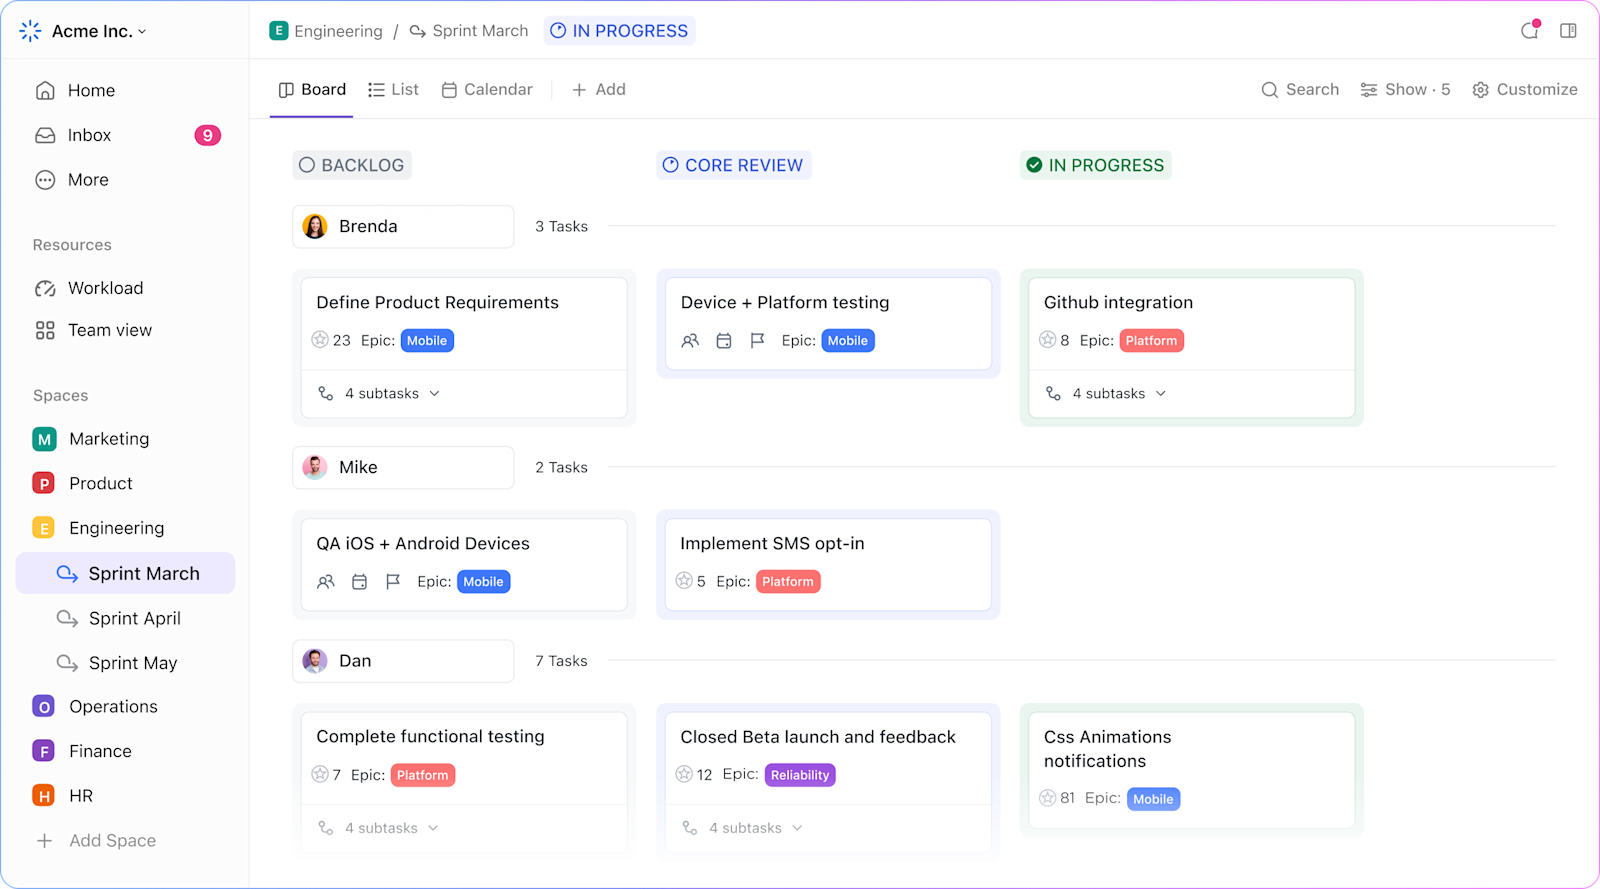 Acme Inc.
E Engineering / Sprint March IN PROGRESS
Home
Inbox 9
More
Resources
Workload
Team view
Spaces
M Marketing
P Product
E Engineering
Sprint March
Sprint April
Sprint May
O Operations
F Finance
H HR
+ Add Space
Board List Calendar + Add
Search Show · 5 Customize
BACKLOG CORE REVIEW IN PROGRESS
Brenda 3 Tasks
Define Product Requirements
23 Epic: Mobile
4 subtasks
Device + Platform testing
Epic: Mobile
Github integration
8 Epic: Platform
4 subtasks
Mike 2 Tasks
QA iOS + Android Devices
Epic: Mobile
Implement SMS opt-in
5 Epic: Platform
Dan 7 Tasks
Complete functional testing
7 Epic: Platform
4 subtasks
Closed Beta launch and feedback
12 Epic: Reliability
4 subtasks
Css Animations
notifications
81 Epic: Mobile